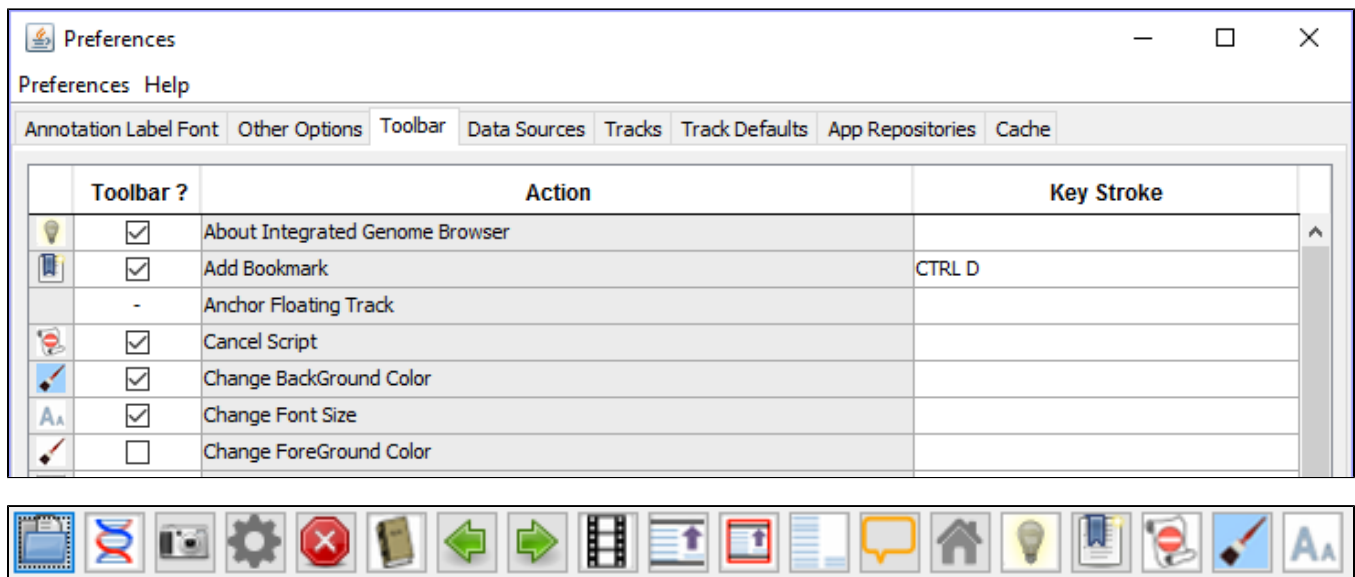 Preferences
Preferences Help
Annotation Label Font Other Options Toolbar Data Sources Tracks Track Defaults App Repositories Cache
Toolbar ? Action Key Stroke
About Integrated Genome Browser
Add Bookmark CTRL D
- Anchor Floating Track
Cancel Script
Change BackGround Color
AA Change Font Size
Change ForeGround Color
AA